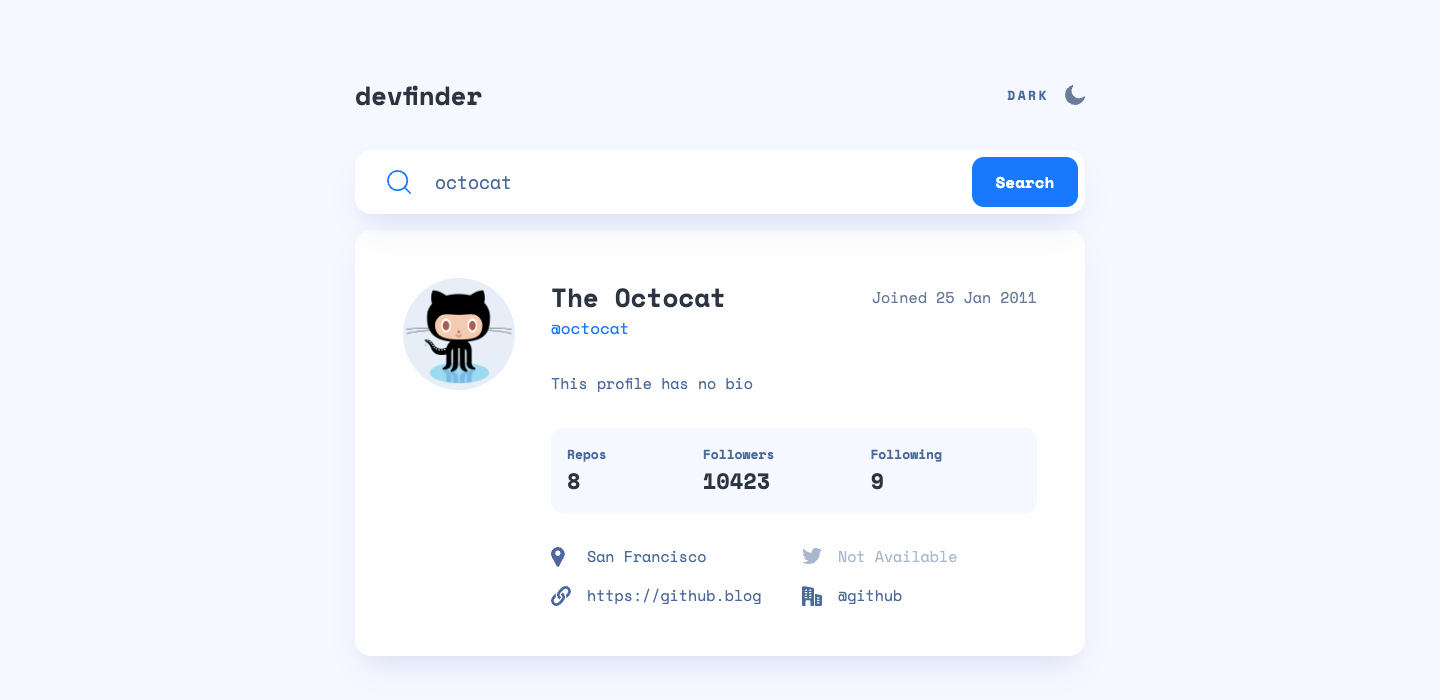 devfinder
DARK
octocat
Search
The Octocat
Joined 25 Jan 2011
@octocat
This profile has no bio
Repos
Followers
Following
8
10423
9
San Francisco
Not Available
https://github.blog
@github